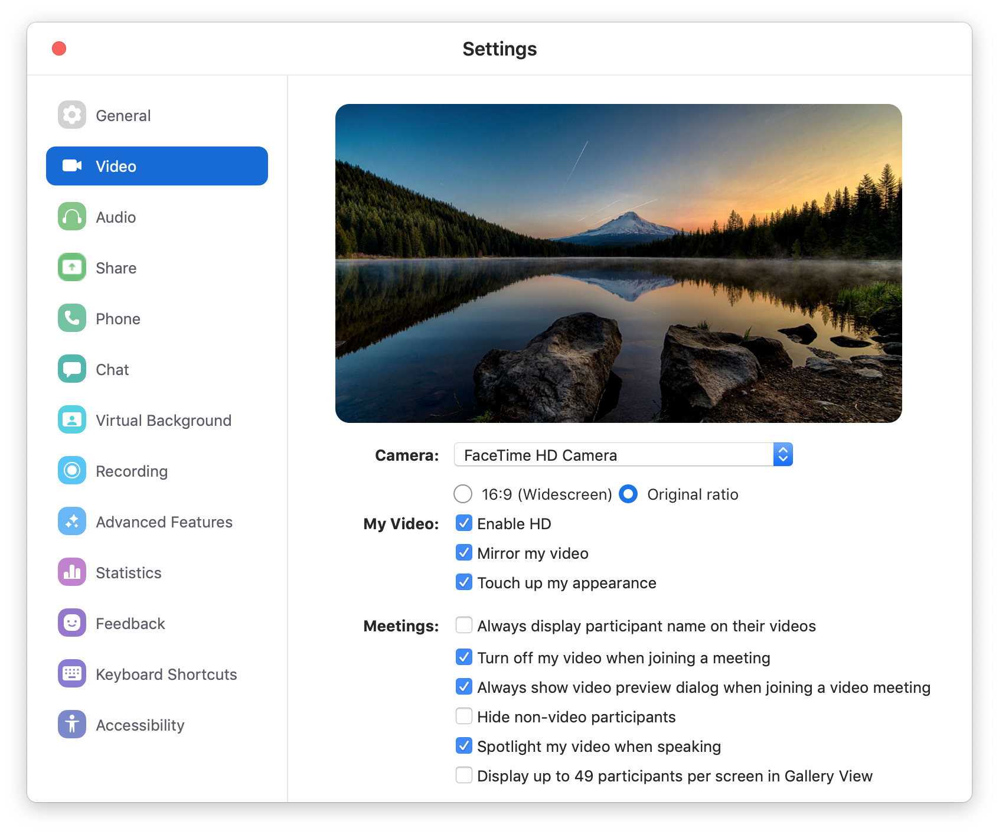 Settings
General
Video
Audio
Share
Phone
Chat
Virtual Background
Recording
Advanced Features
Statistics
Feedback
Keyboard Shortcuts
Accessibility
Camera: FaceTime HD Camera
16:9 (Widescreen) Original ratio
My Video: Enable HD
Mirror my video
Touch up my appearance
Meetings: Always display participant name on their videos
Turn off my video when joining a meeting
Always show video preview dialog when joining a video meeting
Hide non-video participants
Spotlight my video when speaking
Display up to 49 participants per screen in Gallery View